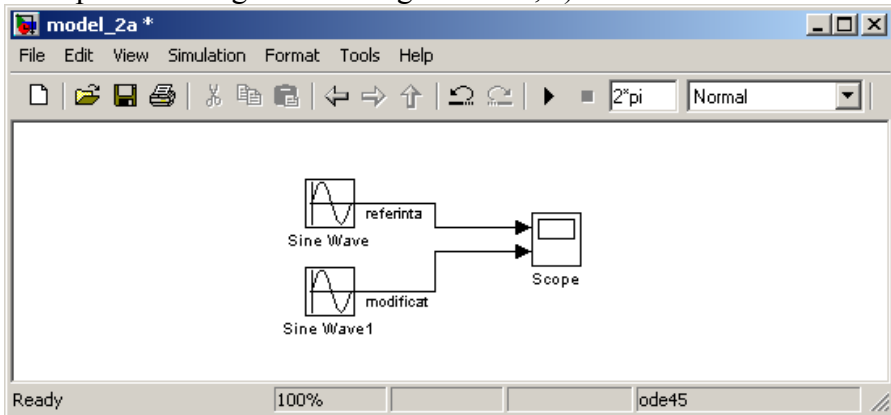 model_2a *
File Edit View Simulation Format Tools Help
2*pi Normal
referinta
Sine Wave
Scope
modificat
Sine Wave1
Ready 100% ode45